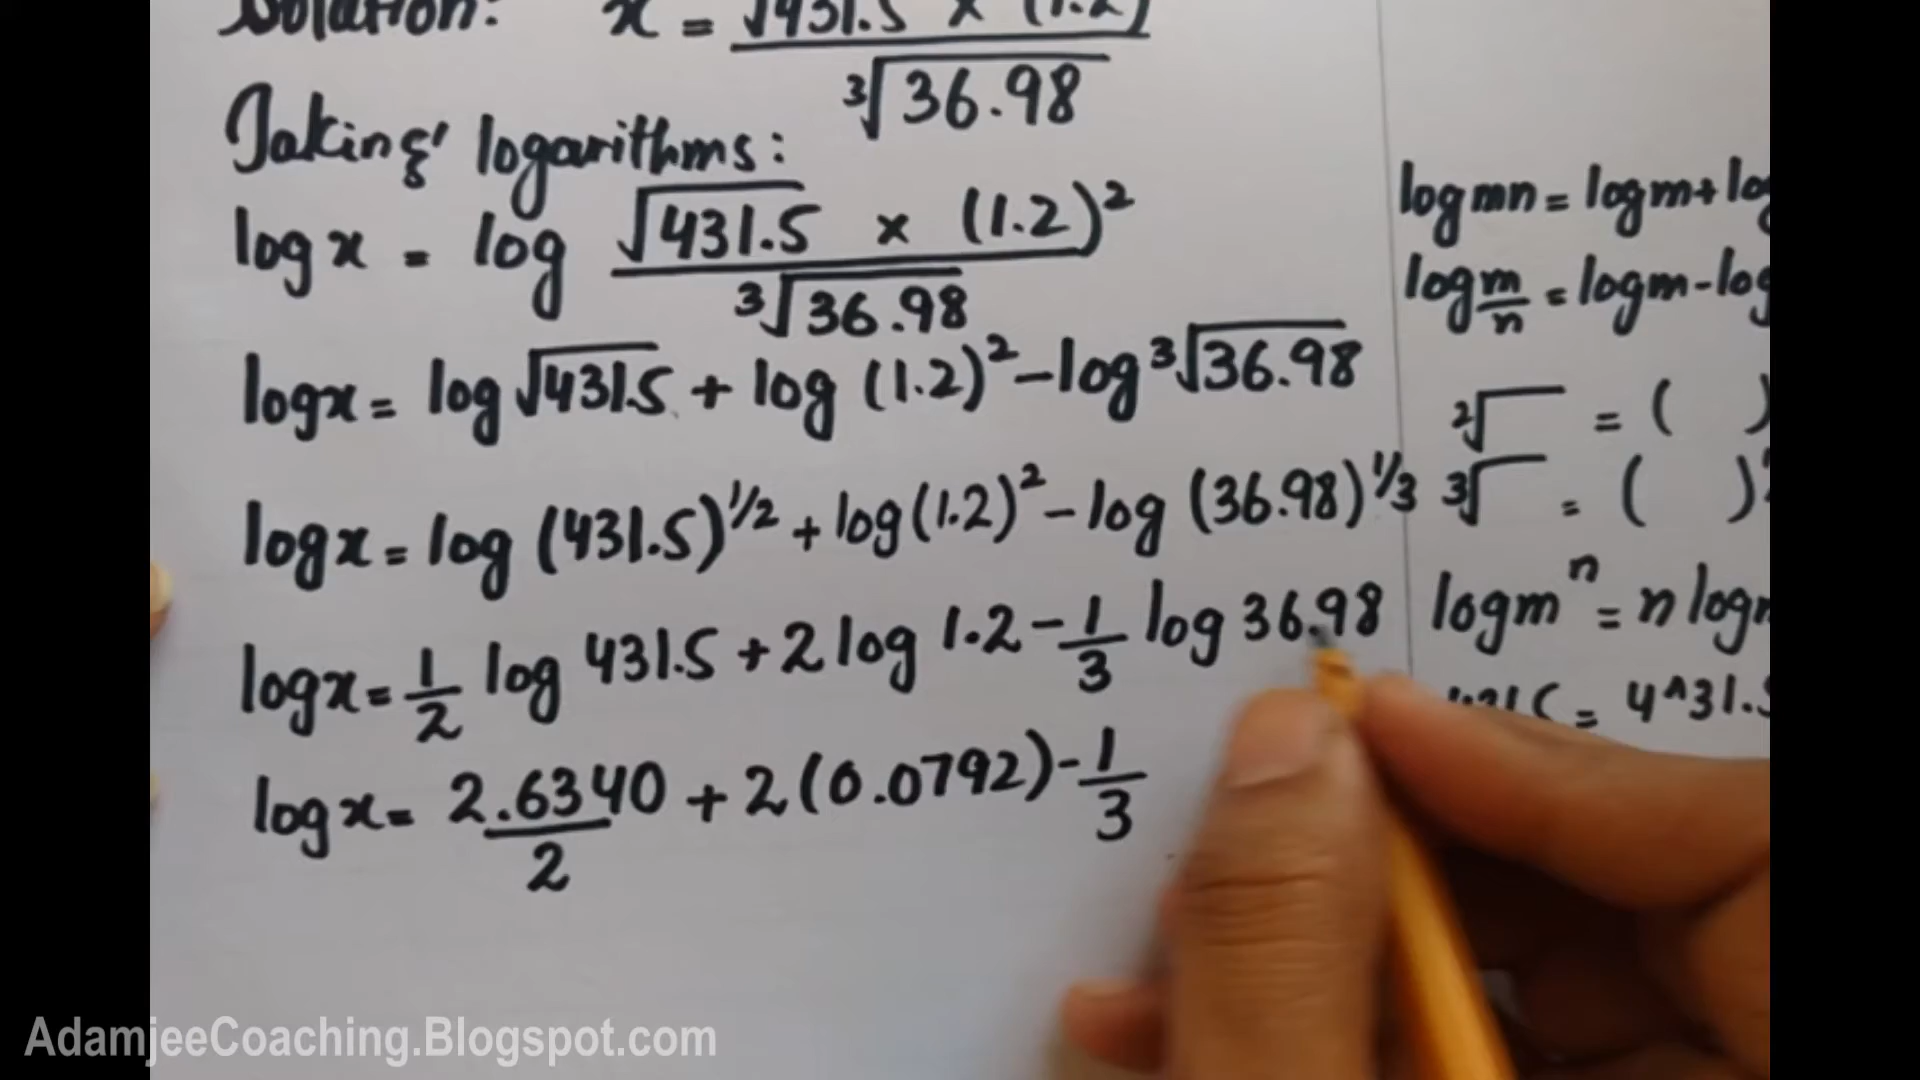 Solution: x = √431.5 × (1.2)
∛36.98
Taking logarithms:
log x = log √431.5 × (1.2)²
∛36.98
log x = log √431.5 + log (1.2)² - log ∛36.98
log x = log (431.5)^1/2 + log (1.2)² - log (36.98)^1/3
log x = 1/2 log 431.5 + 2 log 1.2 - 1/3 log 36.98
log x = 2.6340/2 + 2(0.0792) - 1/3
log mn = log m + log
log m/n = log m - log
²√ = ( )
³√ = ( )
log mⁿ = n log
= 4^31.5
AdamjeeCoaching.Blogspot.com